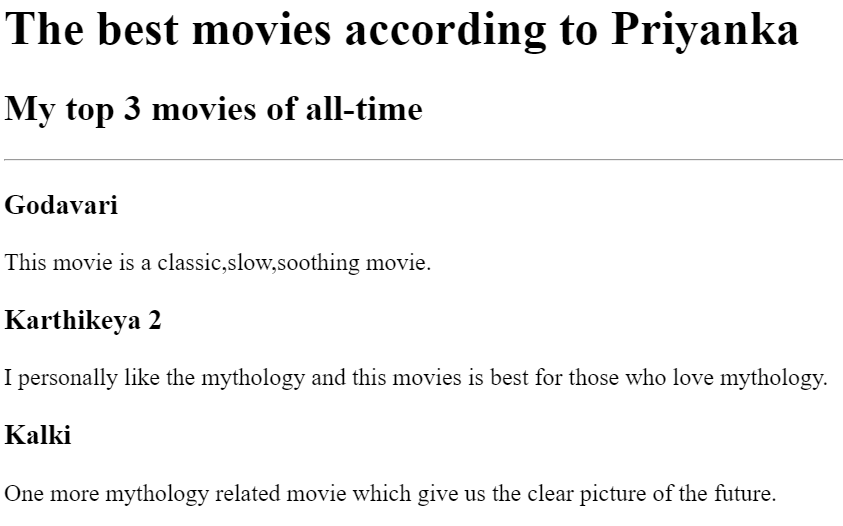 The best movies according to Priyanka
My top 3 movies of all-time
Godavari
This movie is a classic,slow,soothing movie.
Karthikeya 2
I personally like the mythology and this movies is best for those who love mythology.
Kalki
One more mythology related movie which give us the clear picture of the future.